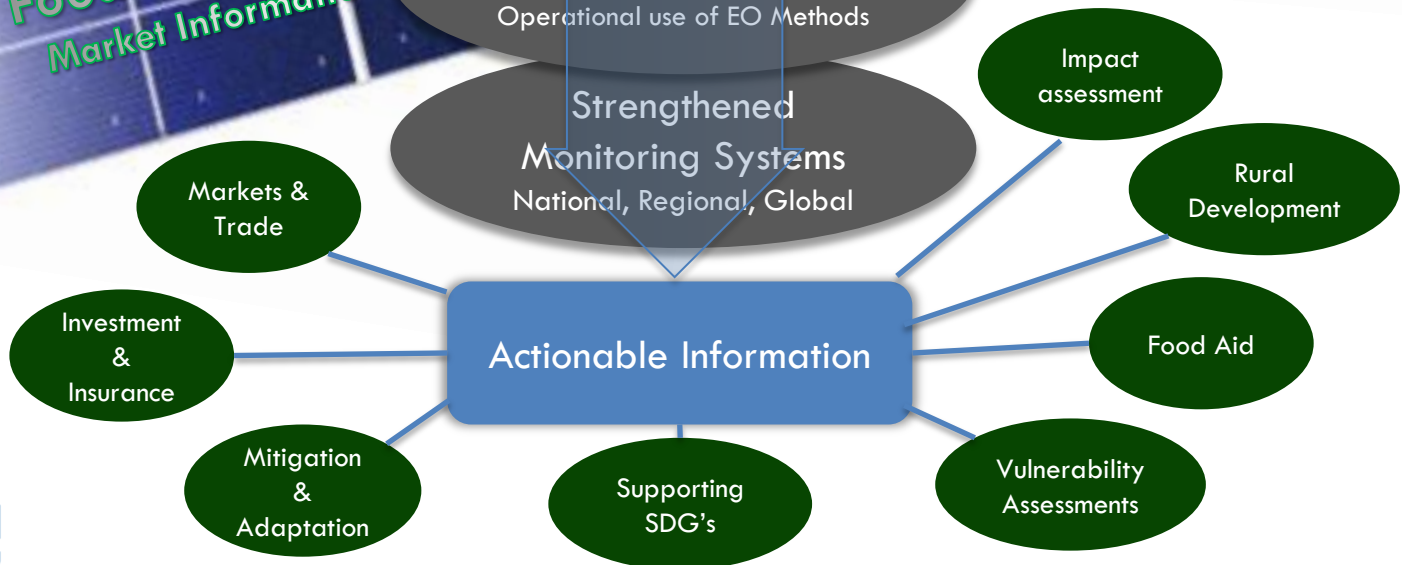 Market Informa
Operational use of EO Methods
Strengthened
Monitoring Systems
National, Regional, Global
Impact
assessment
Rural
Development
Markets &
Trade
Investment
&
Insurance
Actionable Information
Food Aid
Mitigation
&
Adaptation
Supporting
SDG's
Vulnerability
Assessments